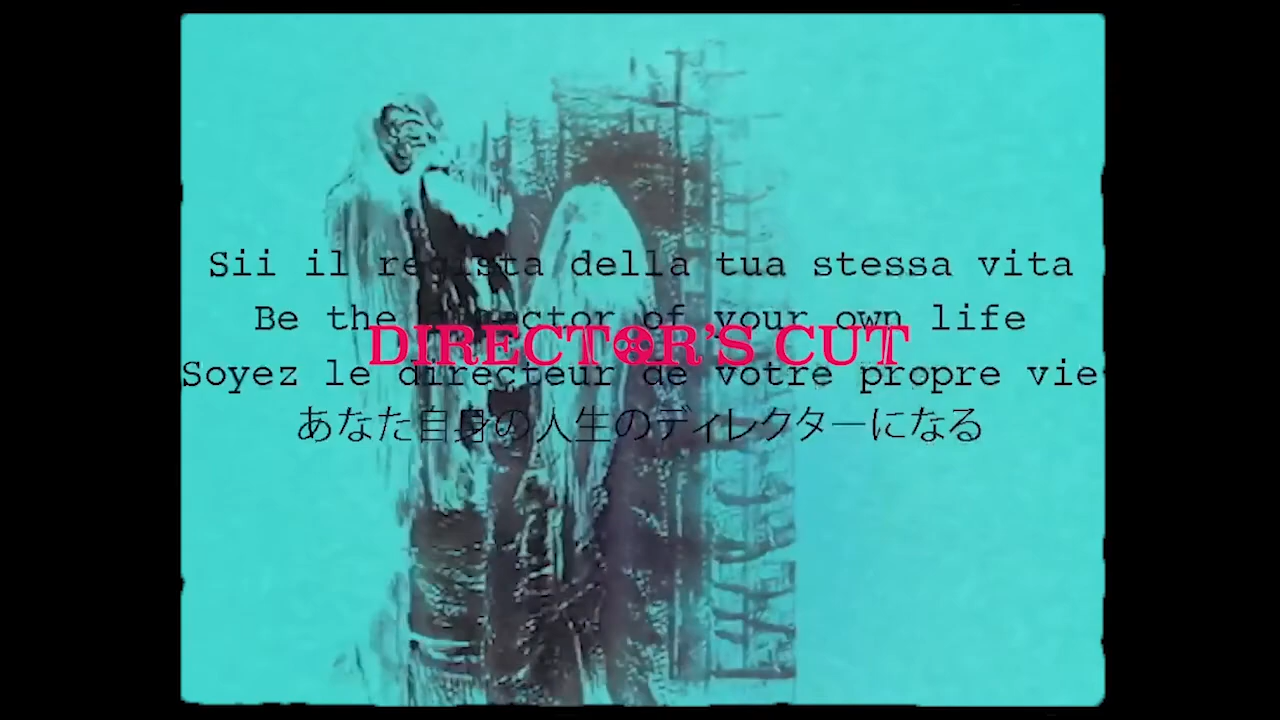 Sii il regista della tua stessa vita
Be the director of your own life
DIRECTOR'S CUT
Soyez le directeur de votre propre vie
あなた自身の人生のディレクターになる